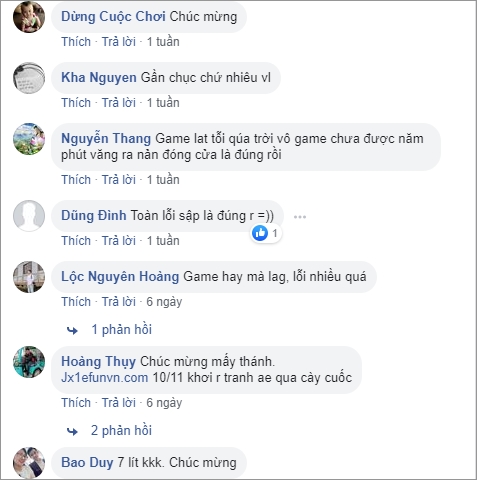 Dừng Cuộc Chơi Chúc mừng
Thích · Trả lời · 1 tuần
Kha Nguyen Gần chục chứ nhiêu vl
Thích · Trả lời · 1 tuần
Nguyễn Thang Game lat tỗi qúa trời vô game chưa được năm
phút văng ra nản đóng cửa là đúng rồi
Thích · Trả lời · 1 tuần
Dũng Đinh Toàn lỗi sập là đúng r =))
1
Thích · Trả lời · 1 tuần
Lộc Nguyên Hoàng Game hay mà lag, lỗi nhiều quá
Thích · Trả lời · 6 ngày
1 phản hồi
Hoàng Thụy Chúc mừng mấy thánh.
Jx1efunvn.com 10/11 khơi r tranh ae qua cày cuốc
Thích · Trả lời · 6 ngày
2 phản hồi
Bao Duy 7 lít kkk. Chúc mừng